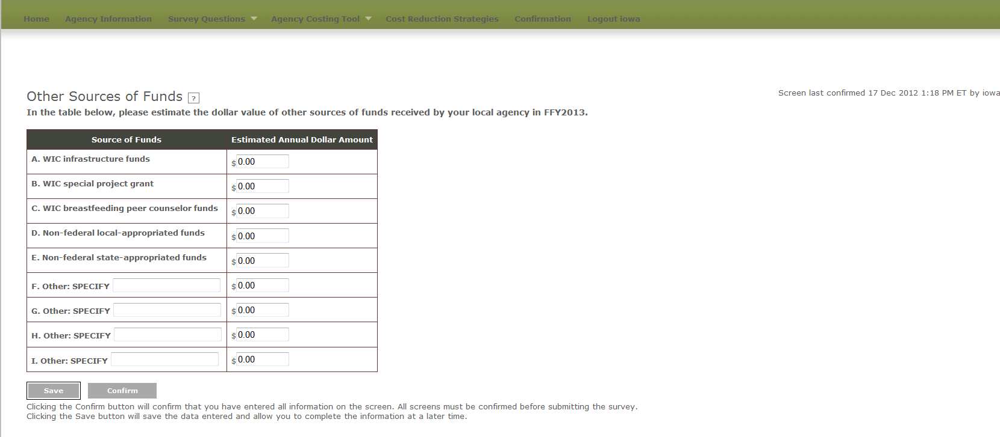 Home Agency Information Survey Questions Agency Costing Tool Cost Reduction Strategies Confirmation Logout iowa
Screen last confirmed 17 Dec 2012 1:18 PM ET by iowa
Other Sources of Funds ?
In the table below, please estimate the dollar value of other sources of funds received by your local agency in FFY2013.
Source of Funds Estimated Annual Dollar Amount
A. WIC infrastructure funds $ 0.00
B. WIC special project grant $ 0.00
C. WIC breastfeeding peer counselor funds $ 0.00
D. Non-federal local-appropriated funds $ 0.00
E. Non-federal state-appropriated funds $ 0.00
F. Other: SPECIFY $ 0.00
G. Other: SPECIFY $ 0.00
H. Other: SPECIFY $ 0.00
I. Other: SPECIFY $ 0.00
Save Confirm
Clicking the Confirm button will confirm that you have entered all information on the screen. All screens must be confirmed before submitting the survey.
Clicking the Save button will save the data entered and allow you to complete the information at a later time.